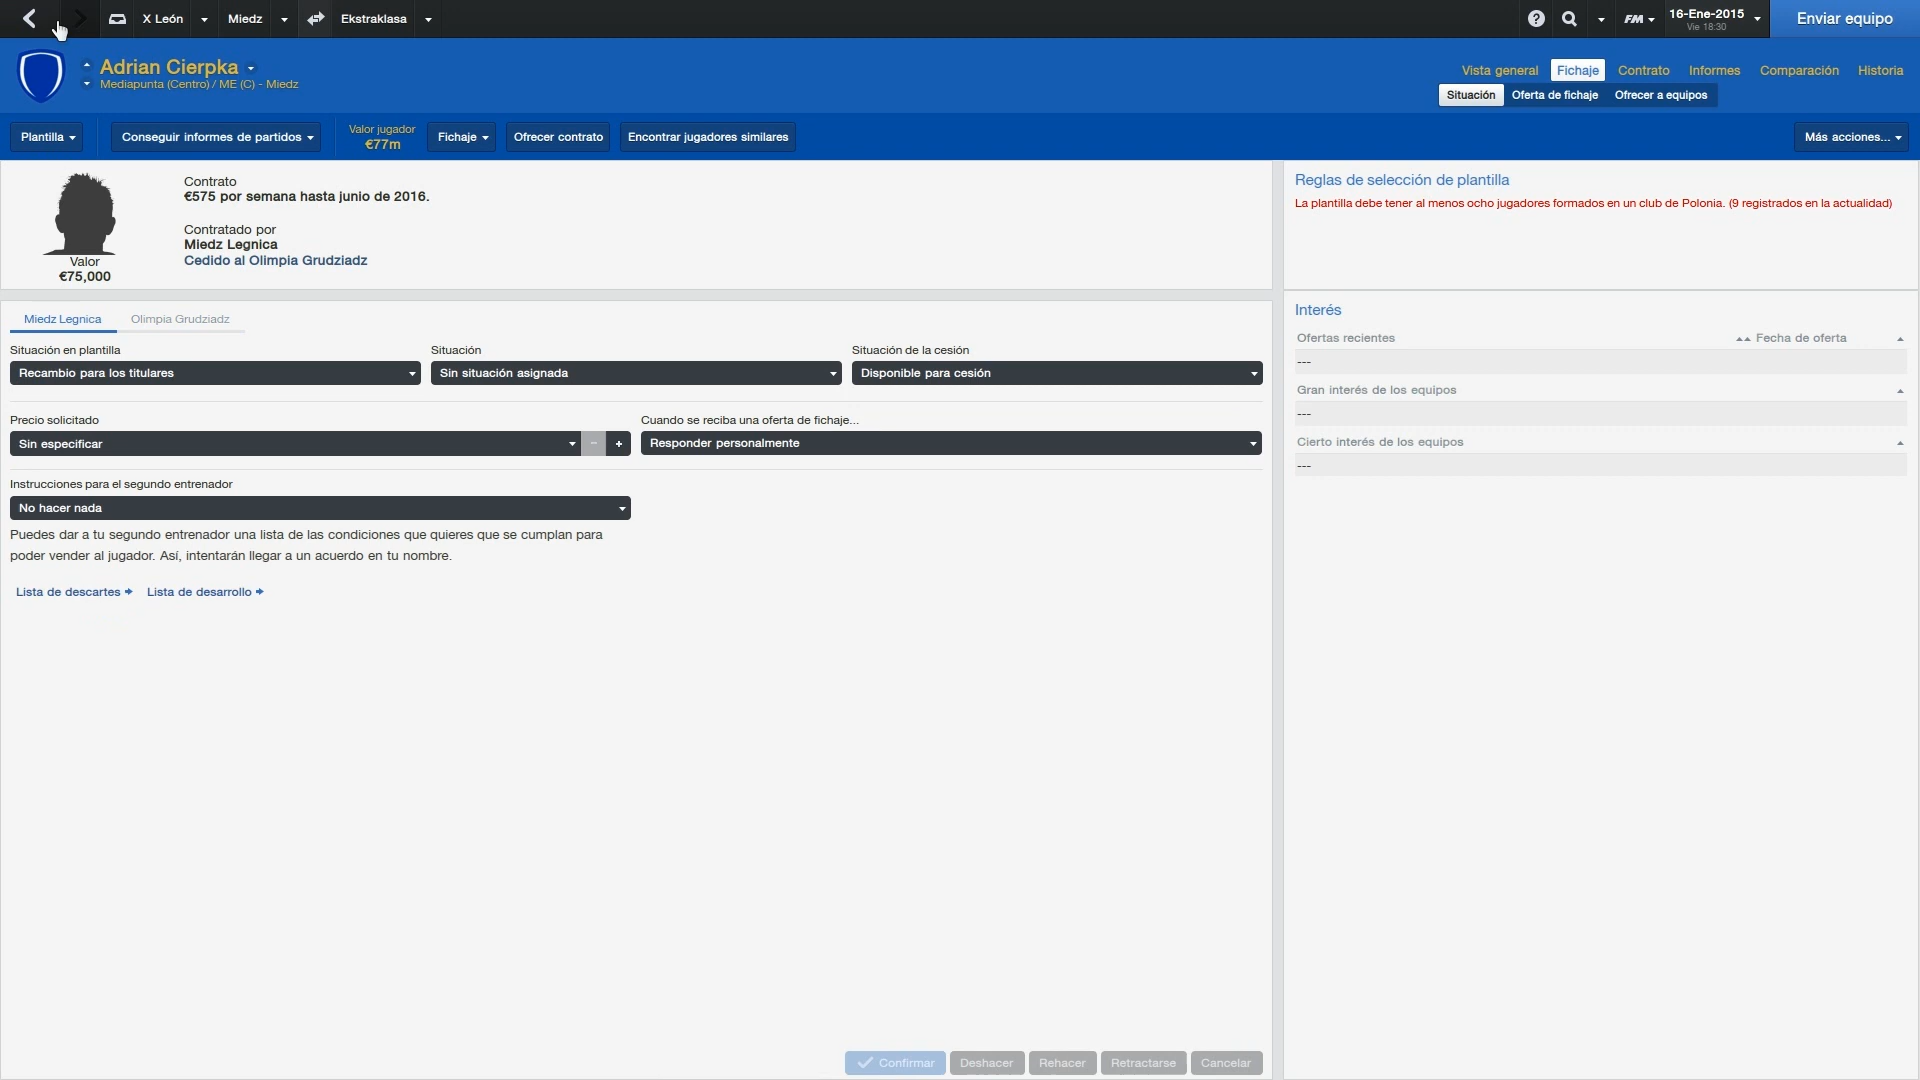 X León
Miedz
Ekstraklasa
FM
16-Ene-2015
Vie 18:30
Enviar equipo
Adrian Cierpka
Mediapunta (Centro) / ME (C) - Miedz
Vista general
Fichaje
Contrato
Informes
Comparación
Historia
Situación
Oferta de fichaje
Ofrecer a equipos
Plantilla
Conseguir informes de partidos
Valor jugador
€77m
Fichaje
Ofrecer contrato
Encontrar jugadores similares
Más acciones...
Valor
€75,000
Contrato
€575 por semana hasta junio de 2016.
Contratado por
Miedz Legnica
Cedido al Olimpia Grudziadz
Reglas de selección de plantilla
La plantilla debe tener al menos ocho jugadores formados en un club de Polonia. (9 registrados en la actualidad)
Miedz Legnica
Olimpia Grudziadz
Situación en plantilla
Situación
Situación de la cesión
Recambio para los titulares
Sin situación asignada
Disponible para cesión
Precio solicitado
Cuando se reciba una oferta de fichaje...
Sin especificar
- +
Responder personalmente
Instrucciones para el segundo entrenador
No hacer nada
Puedes dar a tu segundo entrenador una lista de las condiciones que quieres que se cumplan para
poder vender al jugador. Así, intentarán llegar a un acuerdo en tu nombre.
Lista de descartes
Lista de desarrollo
Interés
Ofertas recientes
Fecha de oferta
---
Gran interés de los equipos
---
Cierto interés de los equipos
---
Confirmar
Deshacer
Rehacer
Retractarse
Cancelar